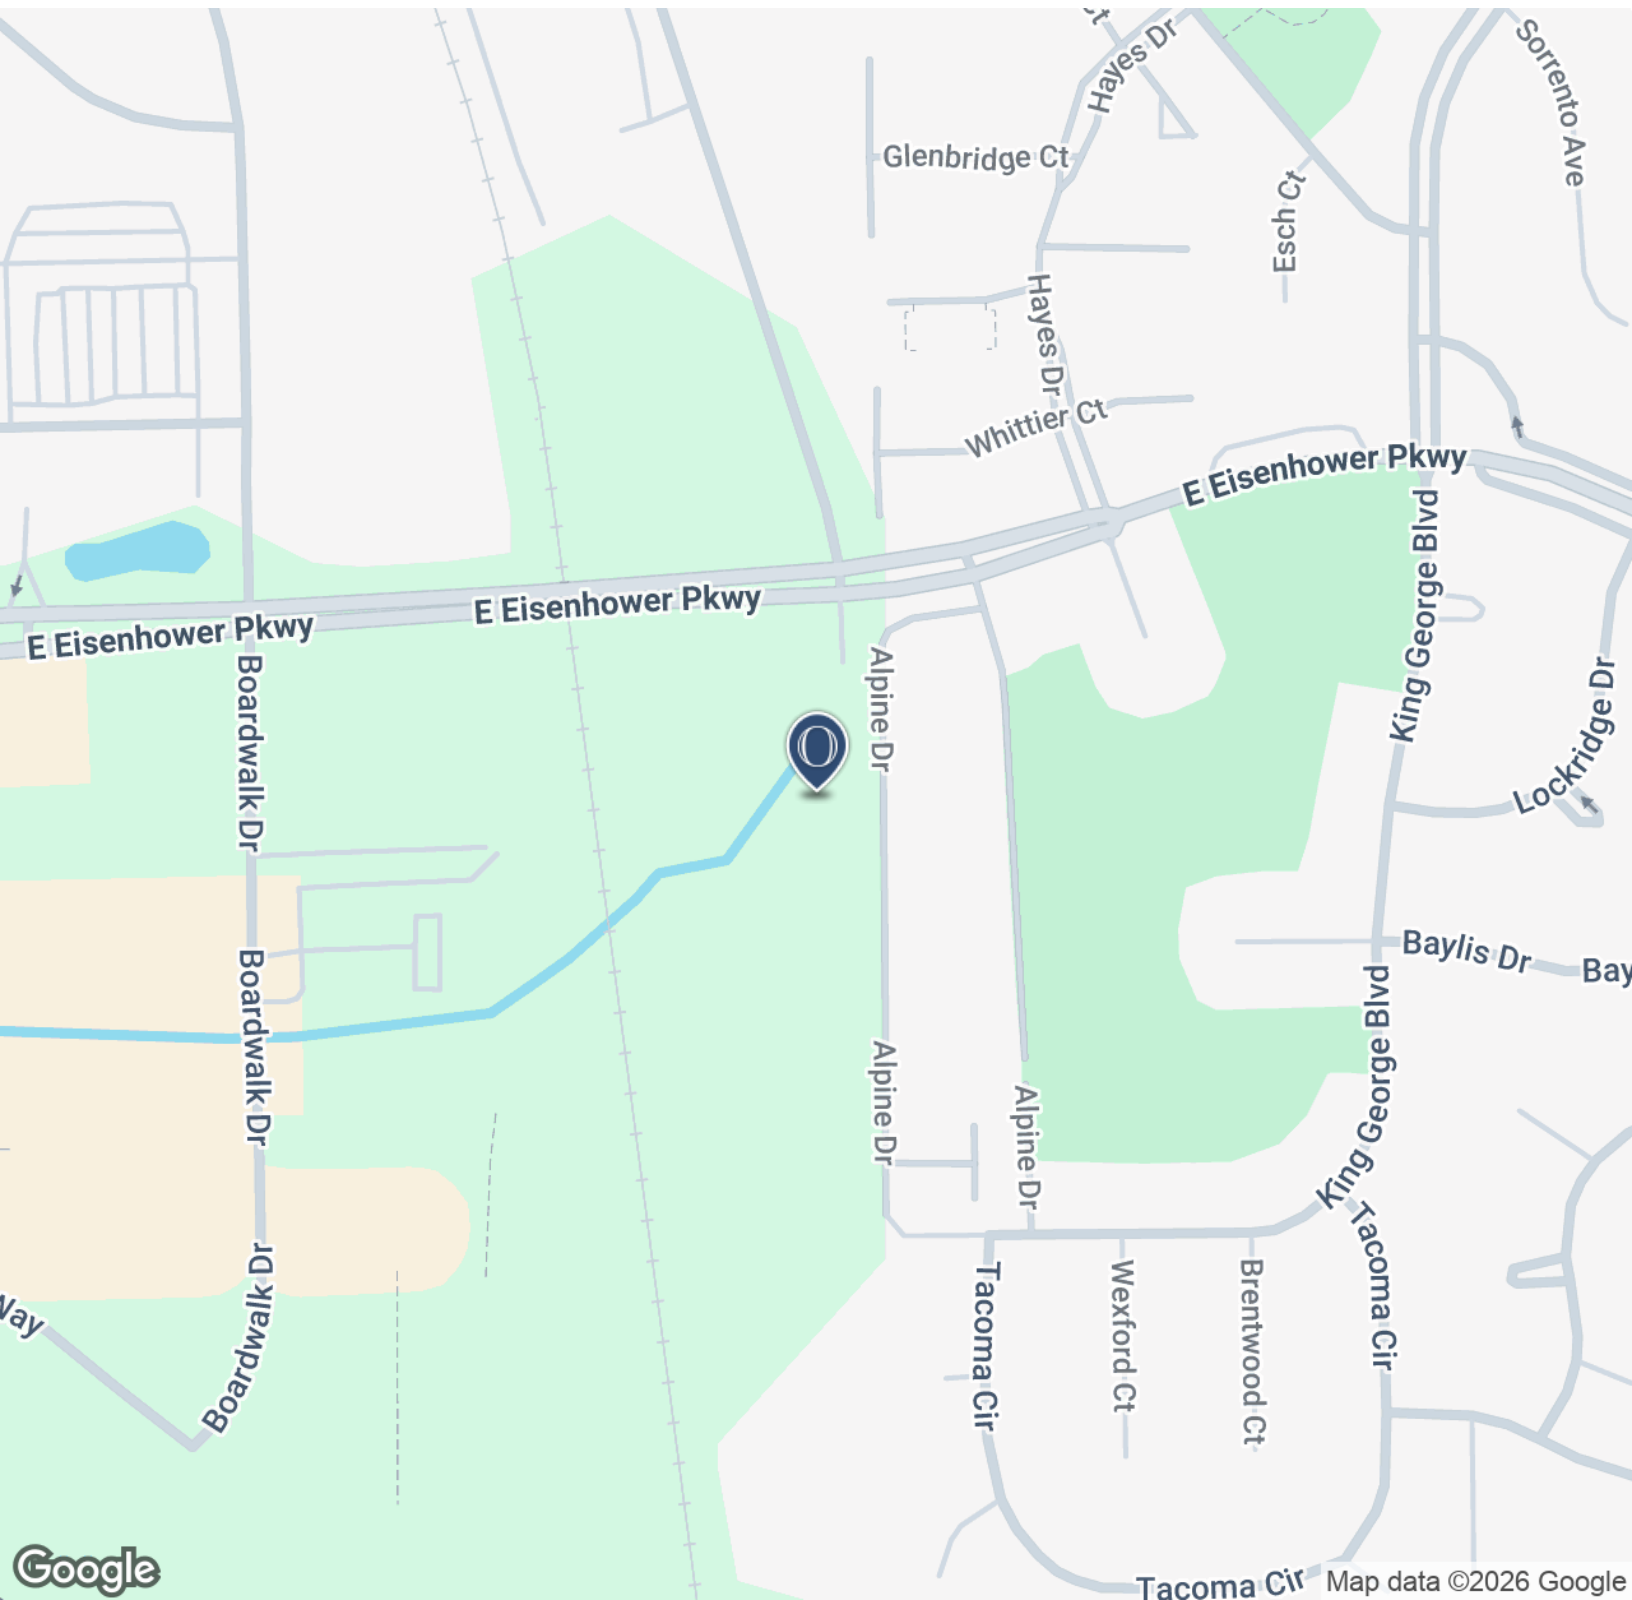 Ct
Hayes Dr
Sorrento Ave
Glenbridge Ct
Esch Ct
Hayes Dr
Whittier Ct
E Eisenhower Pkwy
E Eisenhower Pkwy
E Eisenhower Pkwy
King George Blvd
Boardwalk Dr
Alpine Dr
Lockridge Dr
Baylis Dr
Bay
Boardwalk Dr
King George Blvd
Alpine Dr
Alpine Dr
Way
Boardwalk Dr
Tacoma Cir
Wexford Ct
Brentwood Ct
Tacoma Cir
Google
Tacoma Cir
Map data ©2026 Google